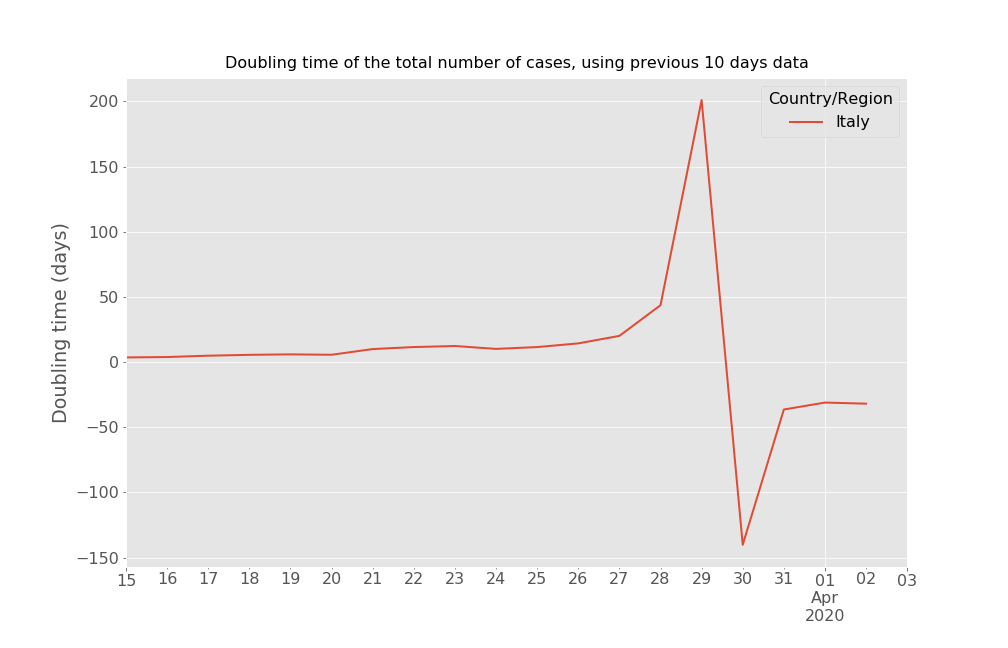 Doubling time of the total number of cases, using previous 10 days data
Country/Region
Italy
Doubling time (days)
200
150
100
50
0
−50
−100
−150
15 16 17 18 19 20 21 22 23 24 25 26 27 28 29 30 31 01 02 03
Apr
2020